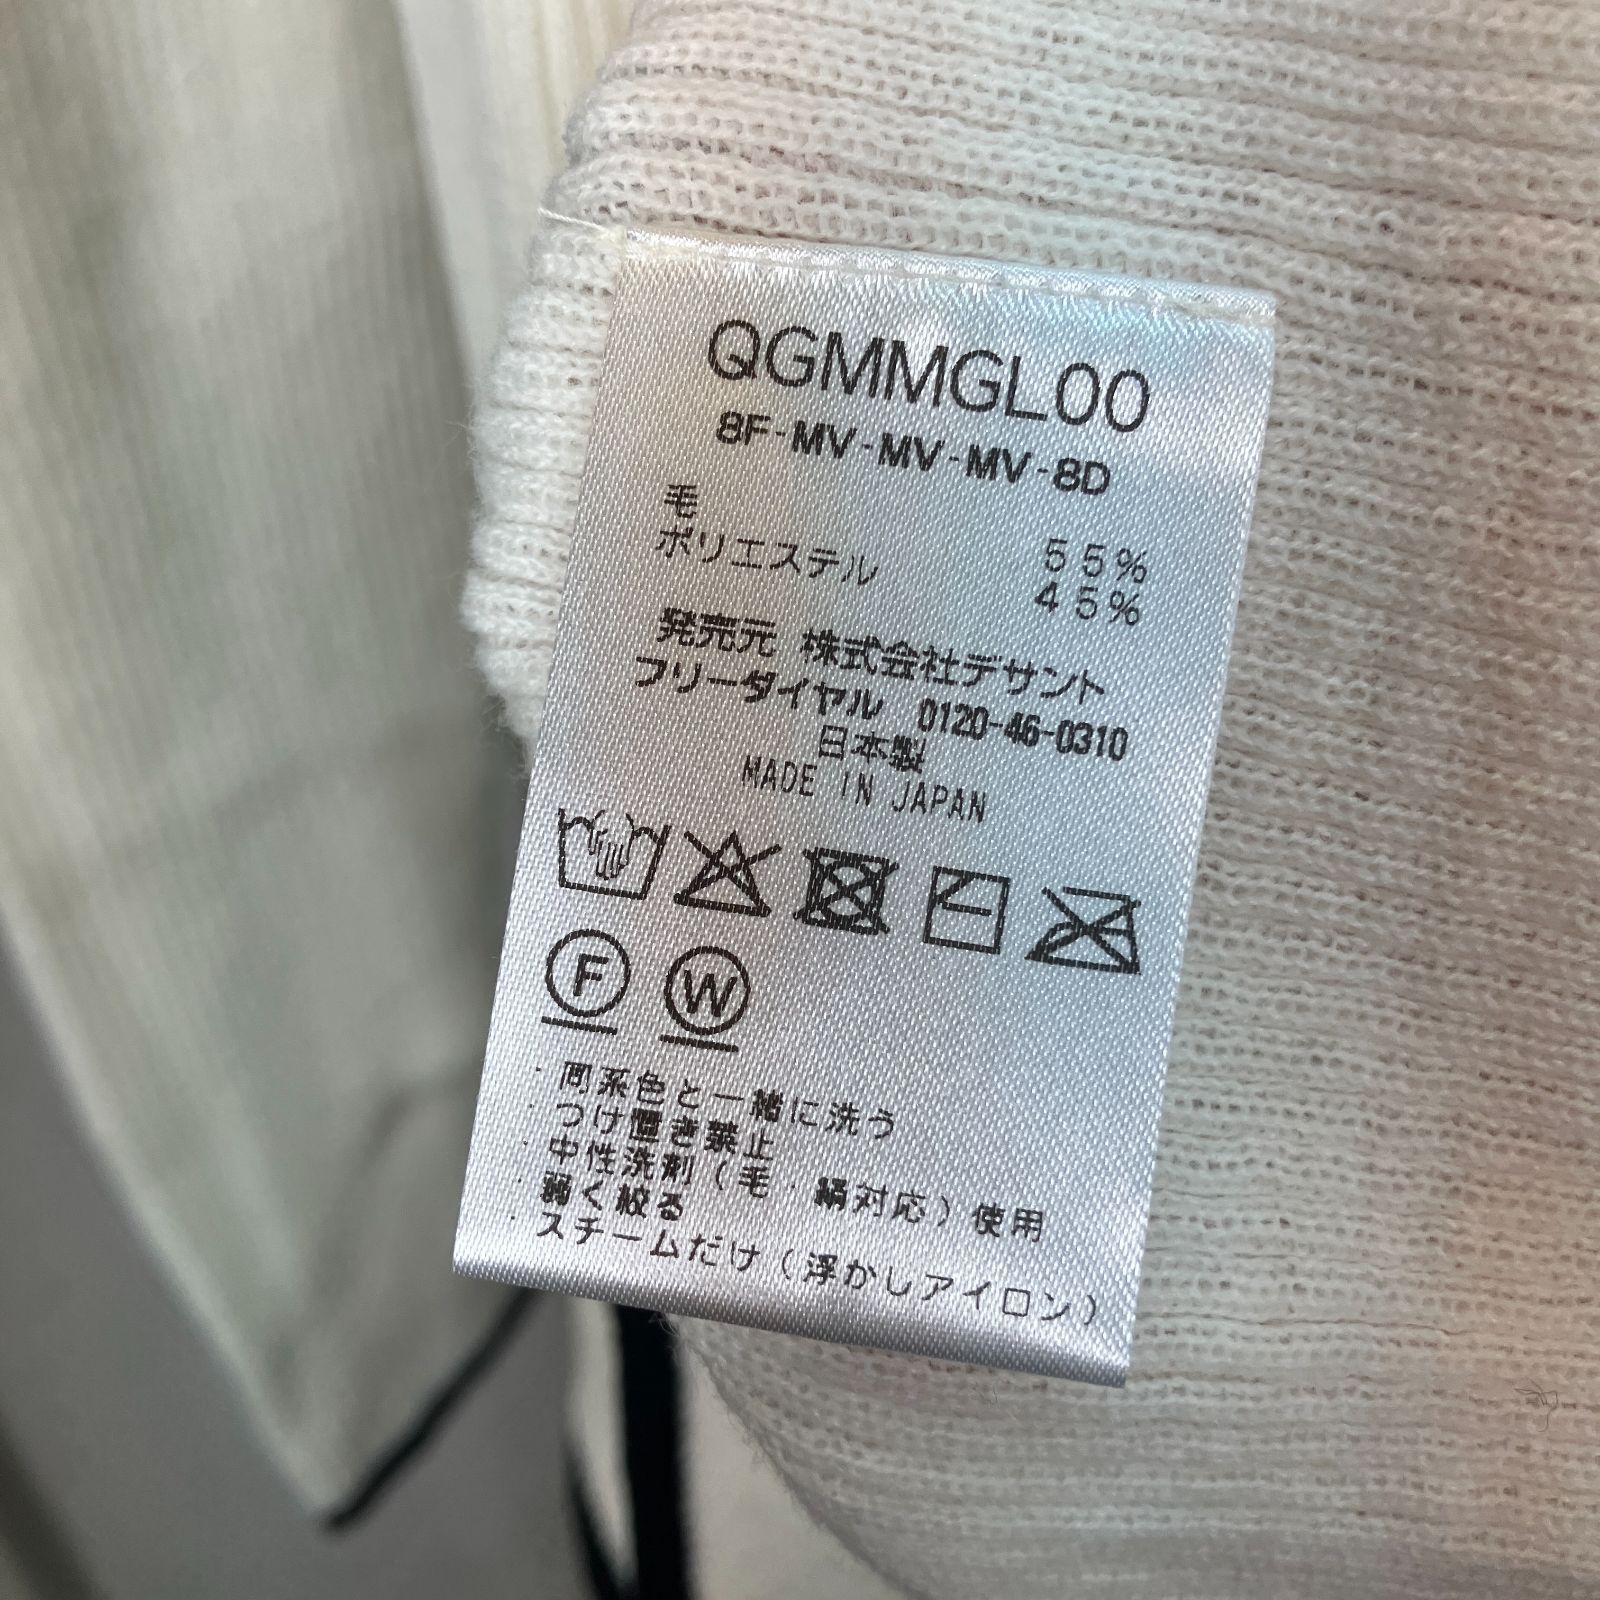 QGMMGL00
8F-MV-MV-MV-8D
毛 55%
ポリエステル 45%
発売元 株式会社デサント
フリーダイヤル 0120-46-0310
日本製
MADE IN JAPAN
F W
・同系色と一緒に洗う
・つけ置き禁止
・中性洗剤（毛・絹対応）使用
・弱く絞る
・スチームだけ（浮かしアイロン）